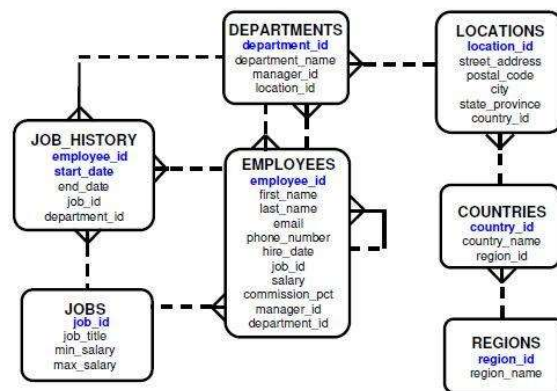 DEPARTMENTS
department_id
department_name
manager_id
location_id
LOCATIONS
location_id
street_address
postal_code
city
state_province
country_id
JOB_HISTORY
employee_id
start_date
end_date
job_id
department_id
EMPLOYEES
employee_id
first_name
last_name
email
phone_number
hire_date
job_id
salary
commission_pct
manager_id
department_id
COUNTRIES
country_id
country_name
region_id
JOBS
job_id
job_title
min_salary
max_salary
REGIONS
region_id
region_name